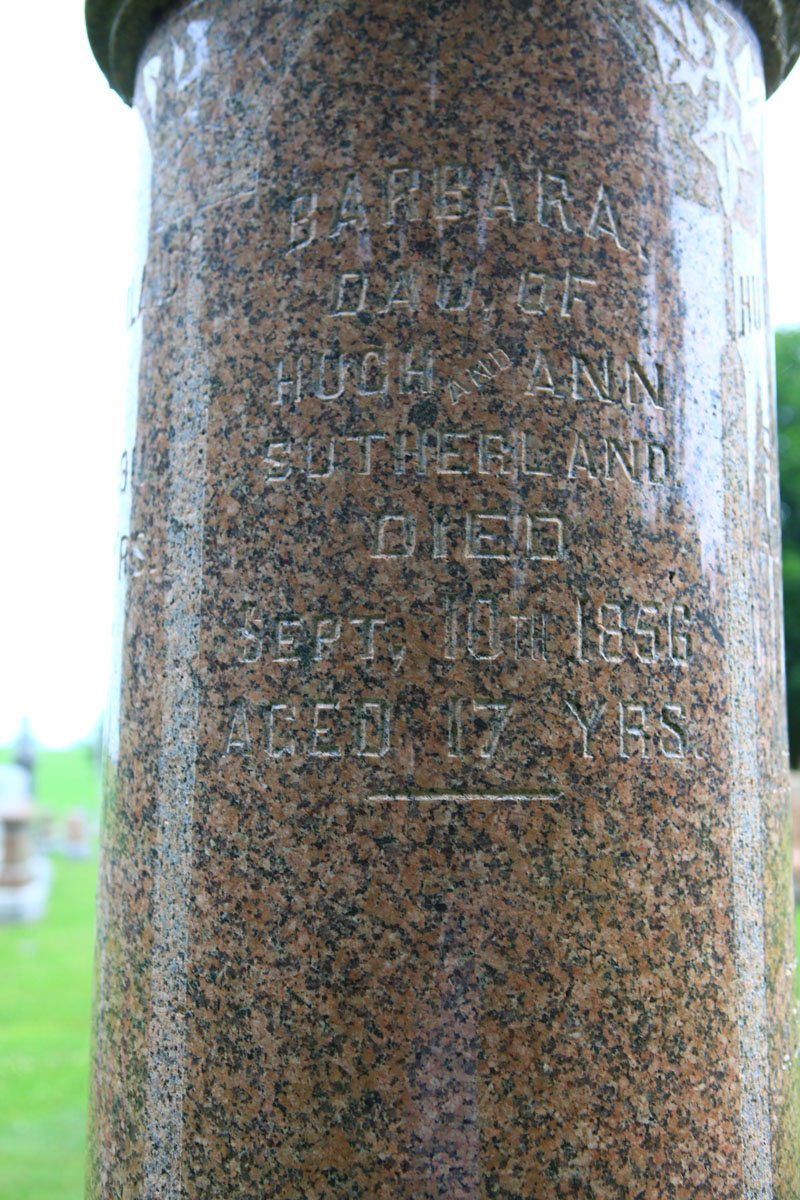 BARBARA,
DAU, OF
HUGH AND ANN
SUTHERLAND
DIED
SEPT, 10TH 1856
AGED 17 YRS.